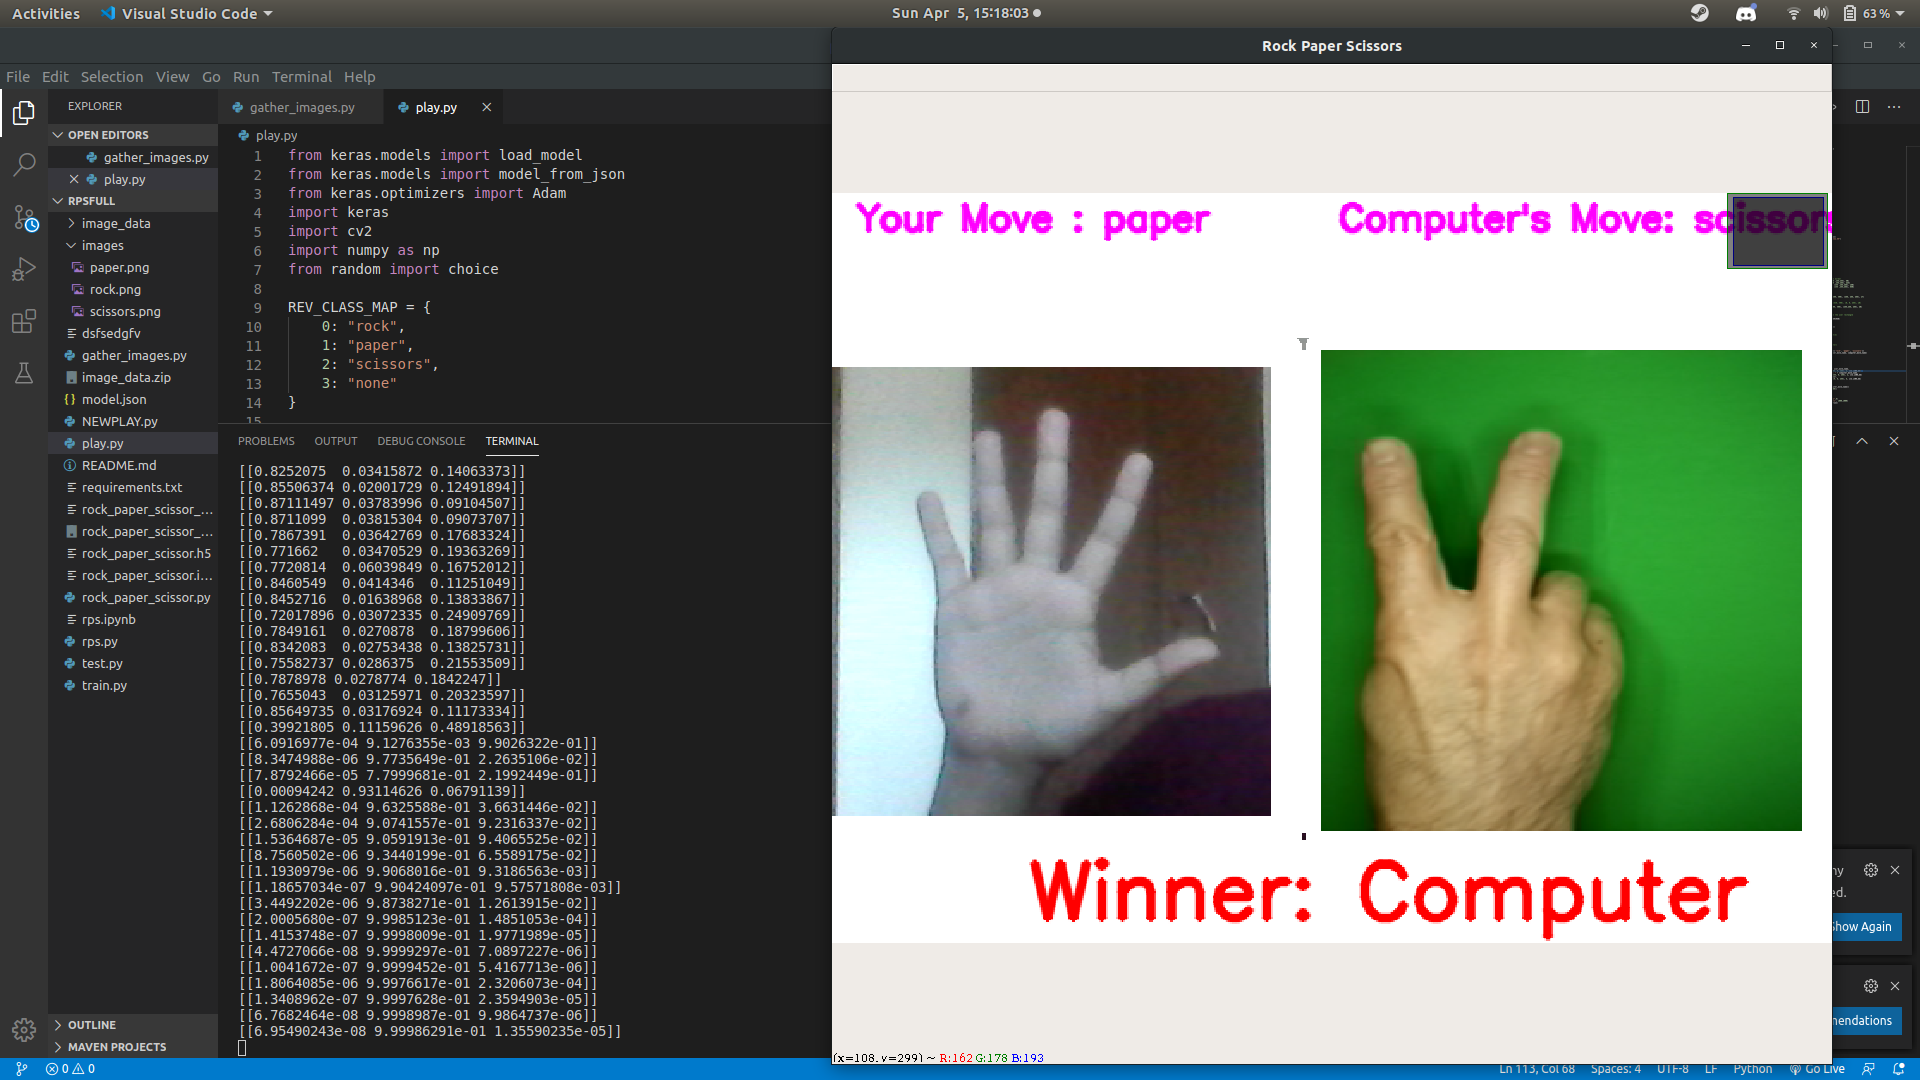 Activities
Visual Studio Code
Sun Apr 5, 15:18:03
63 %
Rock Paper Scissors
File Edit Selection View Go Run Terminal Help
EXPLORER
OPEN EDITORS
gather_images.py
play.py
RPSFULL
image_data
images
paper.png
rock.png
scissors.png
dsfsedgfv
gather_images.py
image_data.zip
model.json
NEWPLAY.py
play.py
README.md
requirements.txt
rock_paper_scissor_...
rock_paper_scissor_...
rock_paper_scissor.h5
rock_paper_scissor.i...
rock_paper_scissor.py
rps.ipynb
rps.py
test.py
train.py
OUTLINE
MAVEN PROJECTS
gather_images.py
play.py
play.py
1 from keras.models import load_model
2 from keras.models import model_from_json
3 from keras.optimizers import Adam
4 import keras
5 import cv2
6 import numpy as np
7 from random import choice
8
9 REV_CLASS_MAP = {
10 0: "rock",
11 1: "paper",
12 2: "scissors",
13 3: "none"
14 }
15
PROBLEMS OUTPUT DEBUG CONSOLE TERMINAL
[[0.8252075 0.03415872 0.14063373]]
[[0.85506374 0.02001729 0.12491894]]
[[0.87111497 0.03783996 0.09104507]]
[[0.8711099 0.03815304 0.09073707]]
[[0.7867391 0.03642769 0.17683324]]
[[0.771662 0.03470529 0.19363269]]
[[0.7720814 0.06039849 0.16752012]]
[[0.8460549 0.0414346 0.11251049]]
[[0.8452716 0.01638968 0.13833867]]
[[0.72017896 0.03072335 0.24909769]]
[[0.7849161 0.0270878 0.18799606]]
[[0.8342083 0.02753438 0.13825731]]
[[0.75582737 0.0286375 0.21553509]]
[[0.7878978 0.0278774 0.1842247]]
[[0.7655043 0.03125971 0.20323597]]
[[0.85649735 0.03176924 0.11173334]]
[[0.39921805 0.11159626 0.48918563]]
[[6.0916977e-04 9.1276355e-03 9.9026322e-01]]
[[8.3474988e-06 9.7735649e-01 2.2635106e-02]]
[[7.8792466e-05 7.7999681e-01 2.1992449e-01]]
[[0.00094242 0.93114626 0.06791139]]
[[1.1262868e-04 9.6325588e-01 3.6631446e-02]]
[[2.6806284e-04 9.0741557e-01 9.2316337e-02]]
[[1.5364687e-05 9.0591913e-01 9.4065525e-02]]
[[8.7560502e-06 9.3440199e-01 6.5589175e-02]]
[[1.1930979e-06 9.9068016e-01 9.3186563e-03]]
[[1.18657034e-07 9.90424097e-01 9.57571808e-03]]
[[3.4492202e-06 9.8738271e-01 1.2613915e-02]]
[[2.0005680e-07 9.9985123e-01 1.4851053e-04]]
[[1.4153748e-07 9.9998009e-01 1.9771989e-05]]
[[4.4727066e-08 9.9999297e-01 7.0897227e-06]]
[[1.0041672e-07 9.9999452e-01 5.4167713e-06]]
[[1.8064085e-06 9.9976617e-01 2.3206073e-04]]
[[1.3408962e-07 9.9997628e-01 2.3594903e-05]]
[[6.7682464e-08 9.9998987e-01 9.9864737e-06]]
[[6.95490243e-08 9.99986291e-01 1.35590235e-05]]
Your Move : paper
Computer's Move: scissors
Winner: Computer
(x=108, y=299) ~ R:162 G:178 B:193
ny
ed.
Show Again
mendations
0 0
Ln 113, Col 68 Spaces: 4 UTF-8 LF Python Go Live